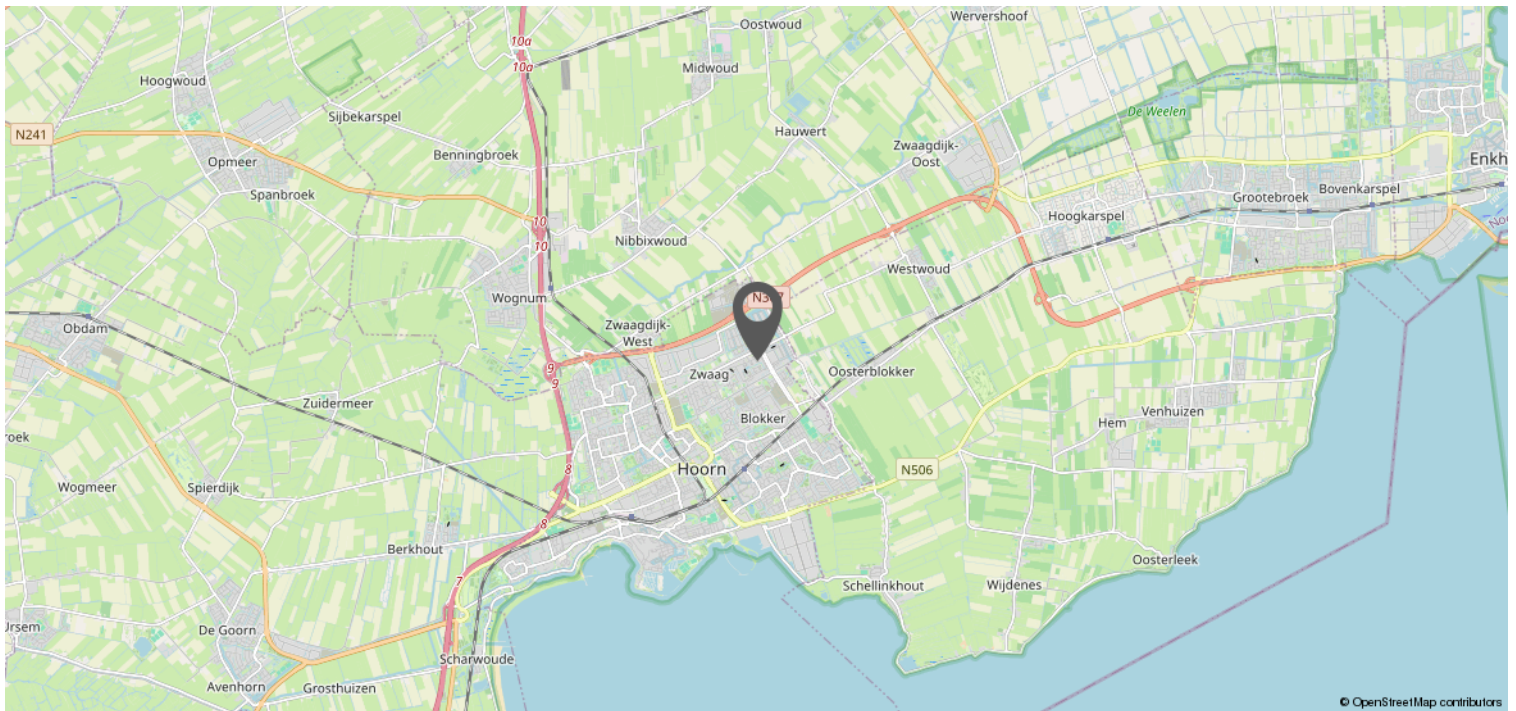 Oostwoud
Wervershoof
10a
10a
Midwoud
Hoogwoud
Sijbekarspel
De Weelen
N241
Hauwert
Zwaagdijk-
Oost
Benningbroek
Opmeer
Enkh
Spanbroek
Bovenkarspel
Grootebroek
Hoogkarspel
10
10
Nibbixwoud
Westwoud
Wognum
Obdam
Zwaagdijk-
West
9
9
Zwaag
Oosterblokker
Zuidermeer
Blokker
Venhuizen
Hem
roek
8
Hoorn
N506
Wogmeer
Spierdijk
8
Berkhout
Oosterleek
7
Schellinkhout
Wijdenes
Ursem
De Goorn
Scharwoude
Avenhorn
Grosthuizen
© OpenStreetMap contributors